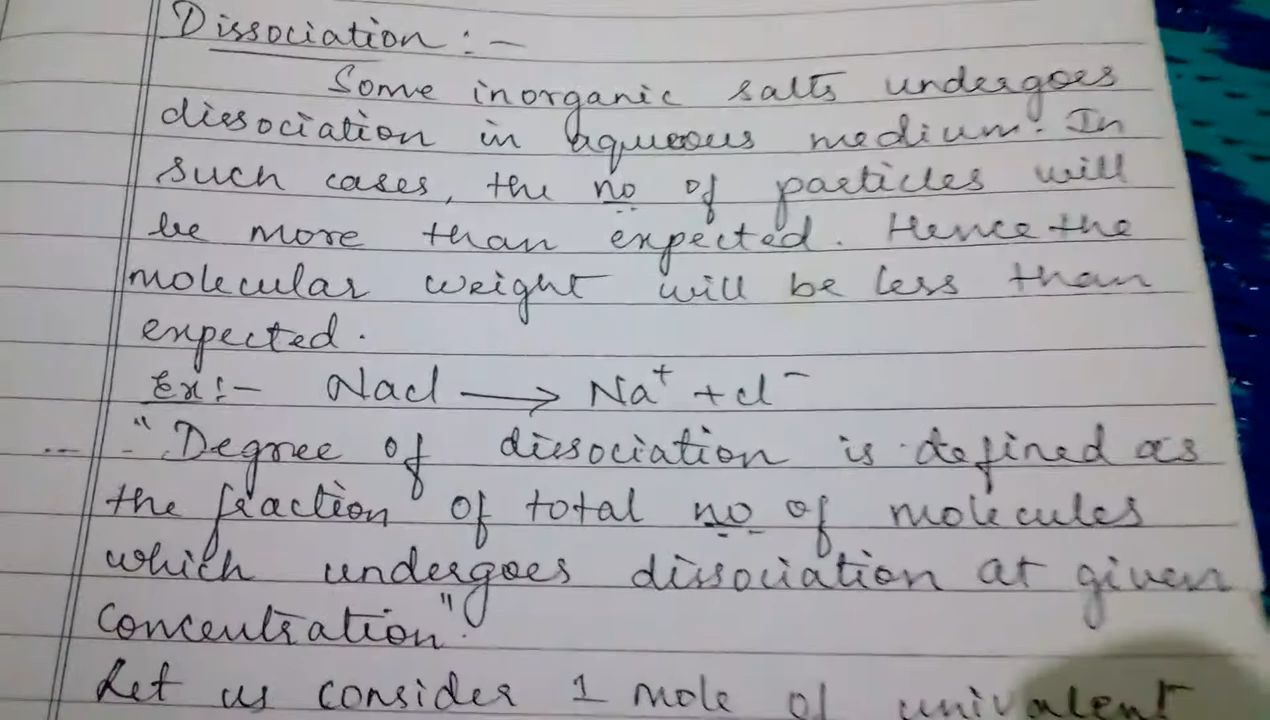 Dissociation :-
Some inorganic salts undergoes
dissociation in aqueous medium. In
such cases, the no of particles will
be more than expected. Hence the
molecular weight will be less than
expected.
Ex:- Nacl → Na⁺ + cl⁻
"Degree of dissociation is defined as
the fraction of total no of molecules
which undergoes dissociation at given
concentration".
Let us consider 1 mole of univalent